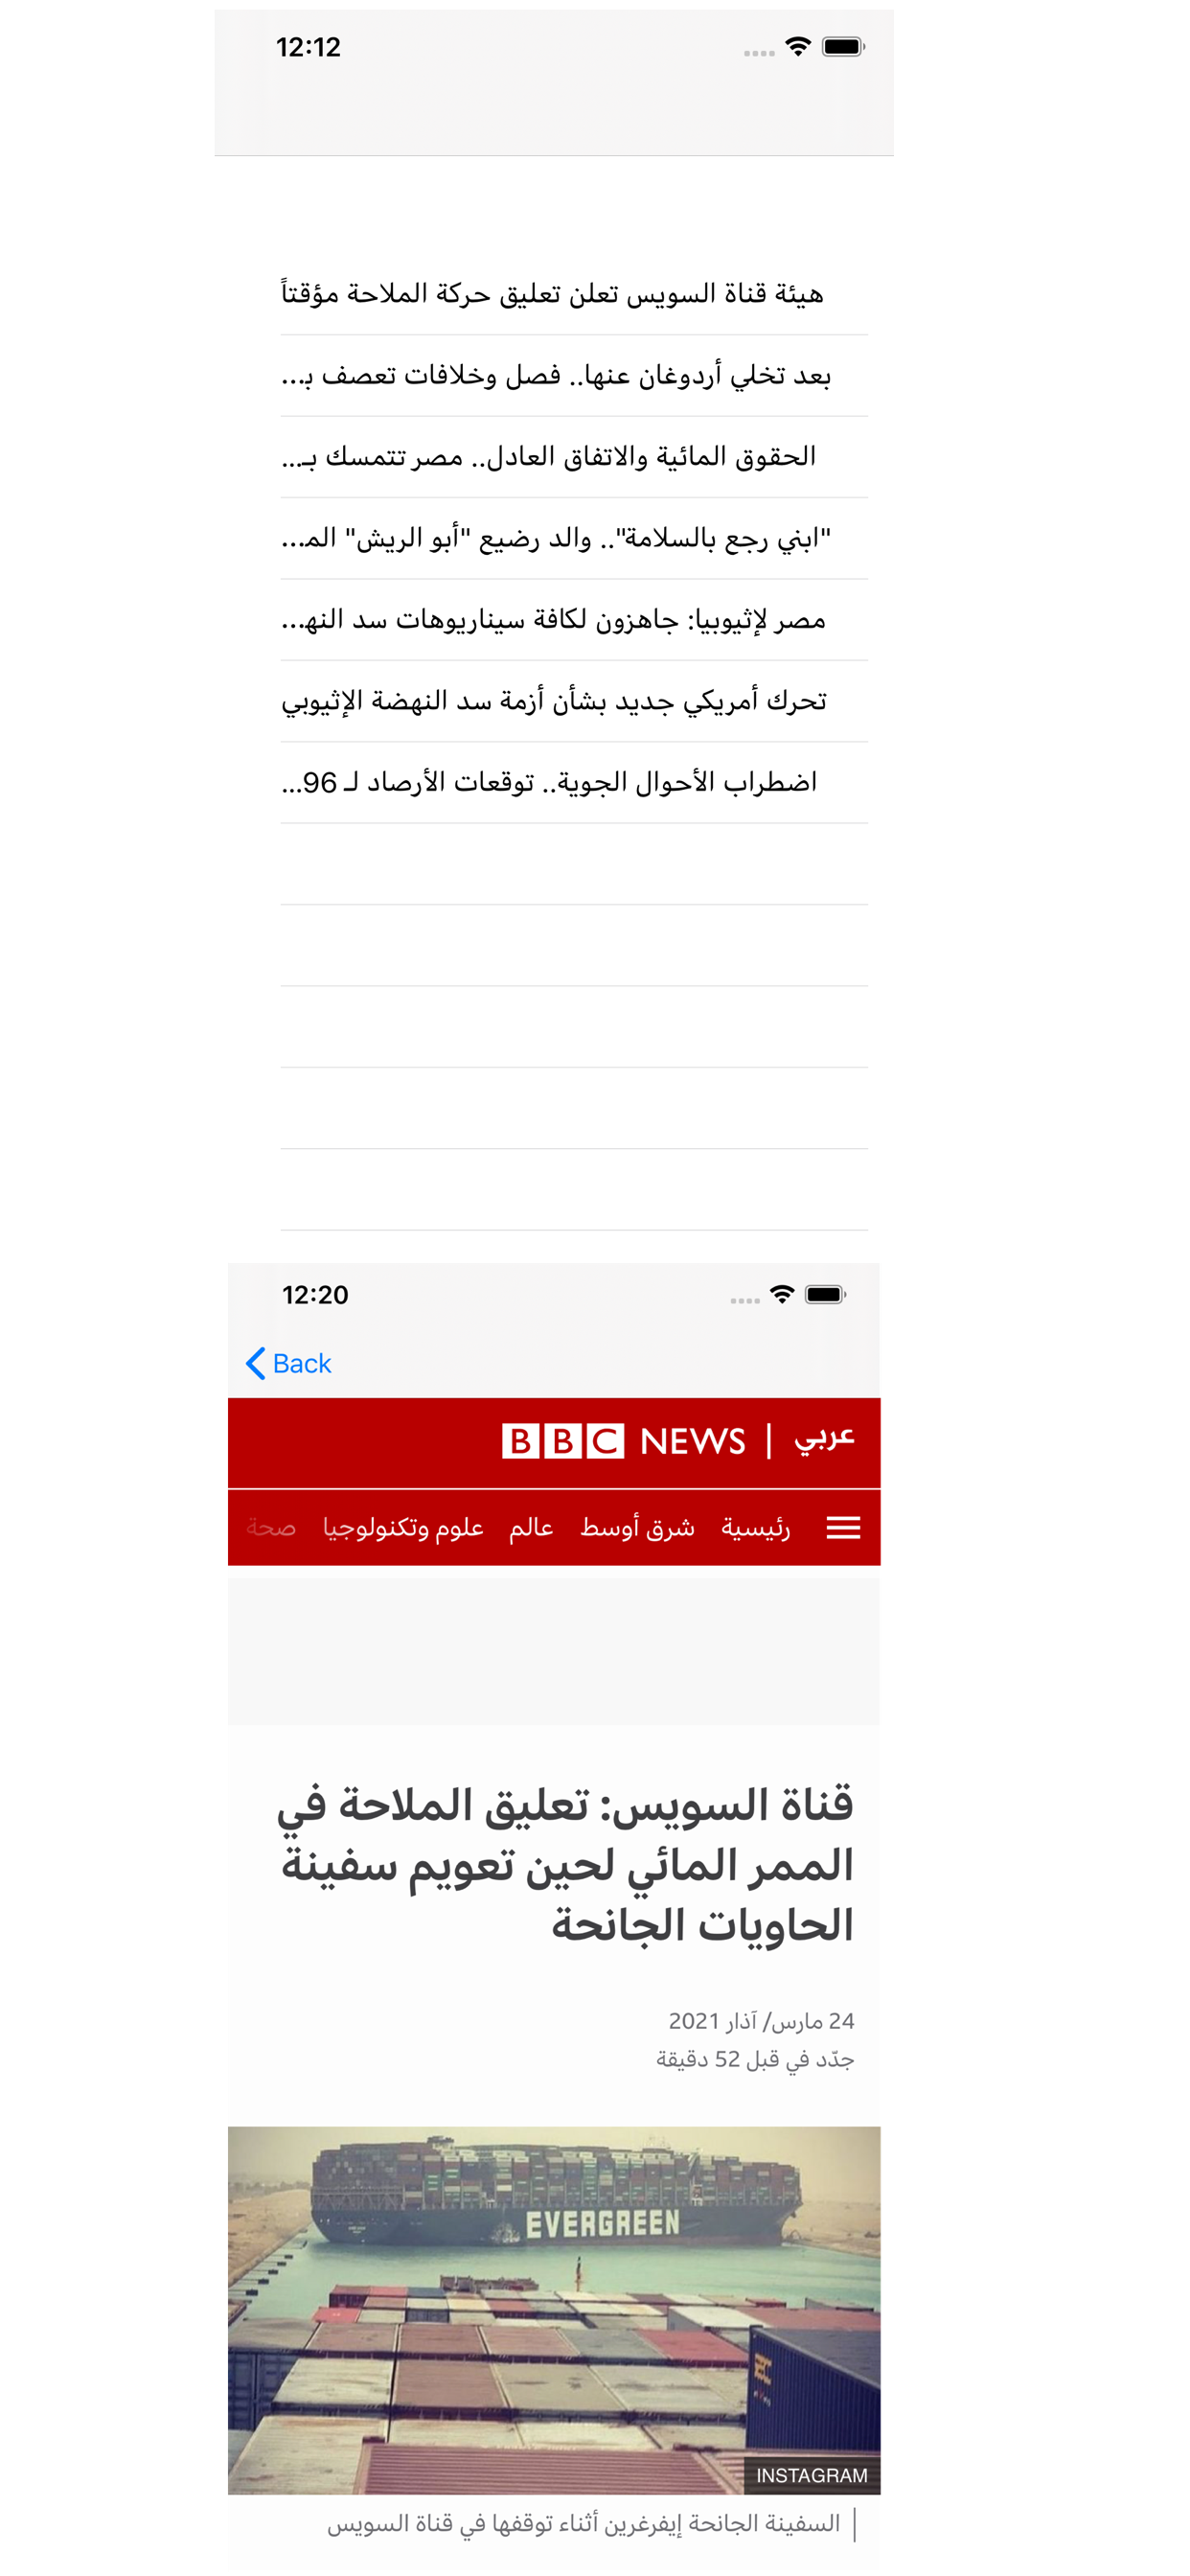 12:12
هيئة قناة السويس تعلن تعليق حركة الملاحة مؤقتاً
بعد تخلي أردوغان عنها.. فصل وخلافات تعصف بـ...
الحقوق المائية والاتفاق العادل.. مصر تتمسك بـ...
"ابني رجع بالسلامة".. والد رضيع "أبو الريش" المـ...
مصر لإثيوبيا: جاهزون لكافة سيناريوهات سد النهـ...
تحرك أمريكي جديد بشأن أزمة سد النهضة الإثيوبي
اضطراب الأحوال الجوية.. توقعات الأرصاد لـ 96...
12:20
Back
BBC NEWS | عربي
رئيسية شرق أوسط عالم علوم وتكنولوجيا صحة
قناة السويس: تعليق الملاحة في
الممر المائي لحين تعويم سفينة
الحاويات الجانحة
24 مارس/ آذار 2021
جدّد في قبل 52 دقيقة
EVERGREEN
INSTAGRAM
السفينة الجانحة إيفرغرين أثناء توقفها في قناة السويس